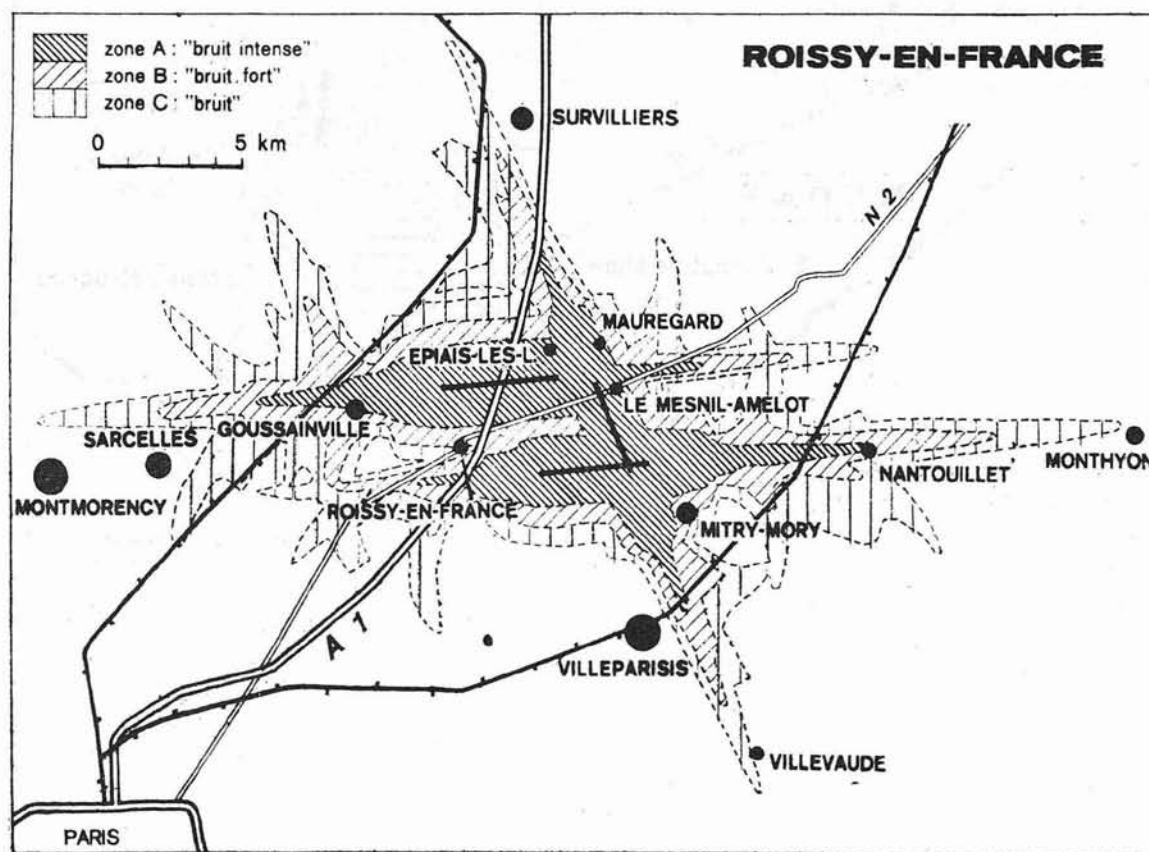 zone A : "bruit intense"
zone B : "bruit. fort"
zone C : "bruit"
0 5 km
ROISSY-EN-FRANCE
SURVILLIERS
N 2
MAUREGARD
EPIAIS-LES-L.
LE MESNIL-AMELOT
GOUSSAINVILLE
SARCELLES
MONTMORENCY
NANTOUILLET
MONTHYON
ROISSY-EN-FRANCE
MITRY-MORY
A 1
VILLEPARISIS
VILLEVAUDE
PARIS